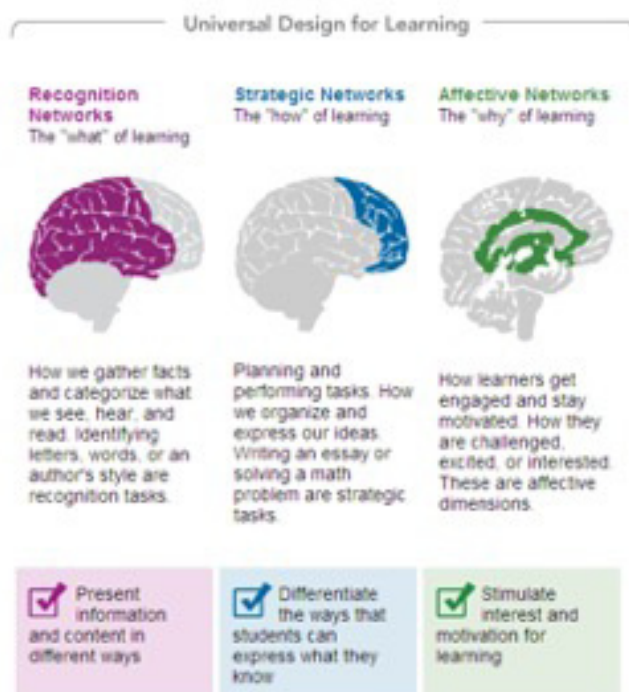 Universal Design for Learning
Recognition
Networks
The "what" of learning
Strategic Networks
The "how" of learning
Affective Networks
The "why" of learning
How we gather facts
and categorize what
we see, hear, and
read. Identifying
letters, words, or an
author's style are
recognition tasks.
Planning and
performing tasks. How
we organize and
express our ideas.
Writing an essay or
solving a math
problem are strategic
tasks.
How learners get
engaged and stay
motivated. How they
are challenged,
excited, or interested.
These are affective
dimensions.
Present
information
and content in
different ways
Differentiate
the ways that
students can
express what they
know
Stimulate
interest and
motivation for
learning